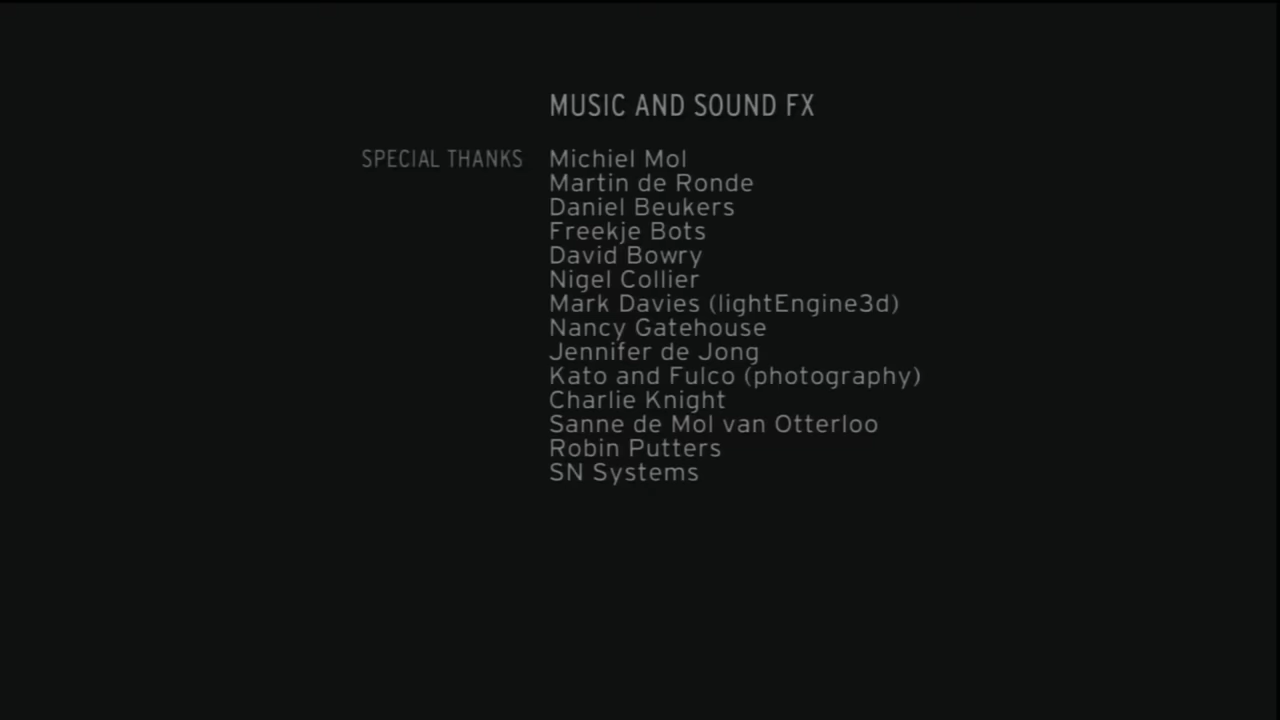 MUSIC AND SOUND FX
SPECIAL THANKS Michiel Mol
Martin de Ronde
Daniel Beukers
Freekje Bots
David Bowry
Nigel Collier
Mark Davies (lightEngine3d)
Nancy Gatehouse
Jennifer de Jong
Kato and Fulco (photography)
Charlie Knight
Sanne de Mol van Otterloo
Robin Putters
SN Systems